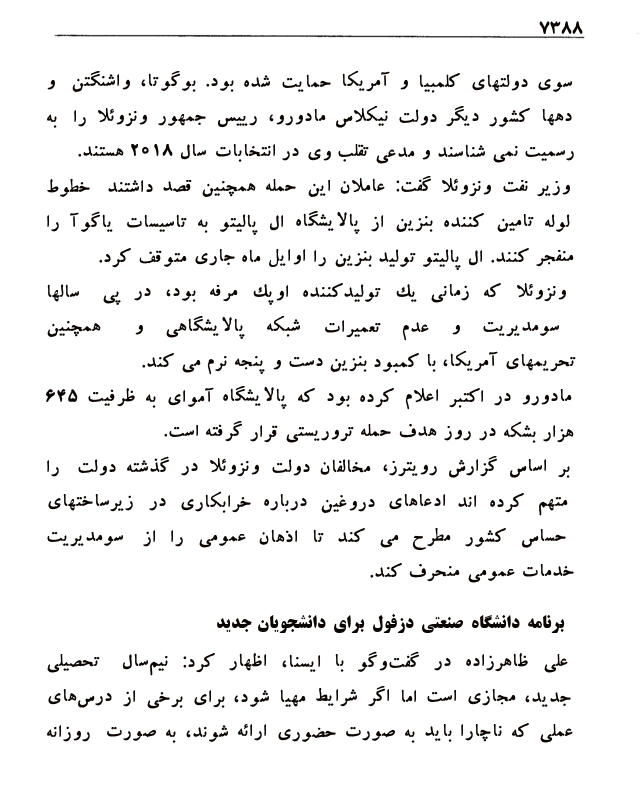 ۷۳۸۸
سوی دولتهای کلمبیا و آمریکا حمایت شده بود. بوگوتا، واشنگتن و
دهها کشور دیگر دولت نیکلاس مادورو، رییس جمهور ونزوئلا را به
رسمیت نمی شناسند و مدعی تقلب وی در انتخابات سال ۲۰۱۸ هستند.
وزیر نفت ونزوئلا گفت: عاملان این حمله همچنین قصد داشتند خطوط
لوله تامین کننده بنزین از پالایشگاه ال پالیتو به تاسیسات یاگوآ را
منفجر کنند. ال پالیتو تولید بنزین را اوایل ماه جاری متوقف کرد.
ونزوئلا که زمانی یك تولیدکننده اوپك مرفه بود، در پی سالها
سومدیریت و عدم تعمیرات شبکه پالایشگاهی و همچنین
تحریمهای آمریکا، با کمبود بنزین دست و پنجه نرم می کند.
مادورو در اکتبر اعلام کرده بود که پالایشگاه آموای به ظرفیت ۶۴۵
هزار بشکه در روز هدف حمله تروریستی قرار گرفته است.
بر اساس گزارش رویترز، مخالفان دولت ونزوئلا در گذشته دولت را
متهم کرده اند ادعاهای دروغین درباره خرابکاری در زیرساختهای
حساس کشور مطرح می کند تا اذهان عمومی را از سومدیریت
خدمات عمومی منحرف کند.
برنامه دانشگاه صنعتی دزفول برای دانشجویان جدید
علی ظاهرزاده در گفت‌وگو با ایسنا، اظهار کرد: نیم‌سال تحصیلی
جدید، مجازی است اما اگر شرایط مهیا شود، برای برخی از درس‌های
عملی که ناچارا باید به صورت حضوری ارائه شوند، به صورت روزانه